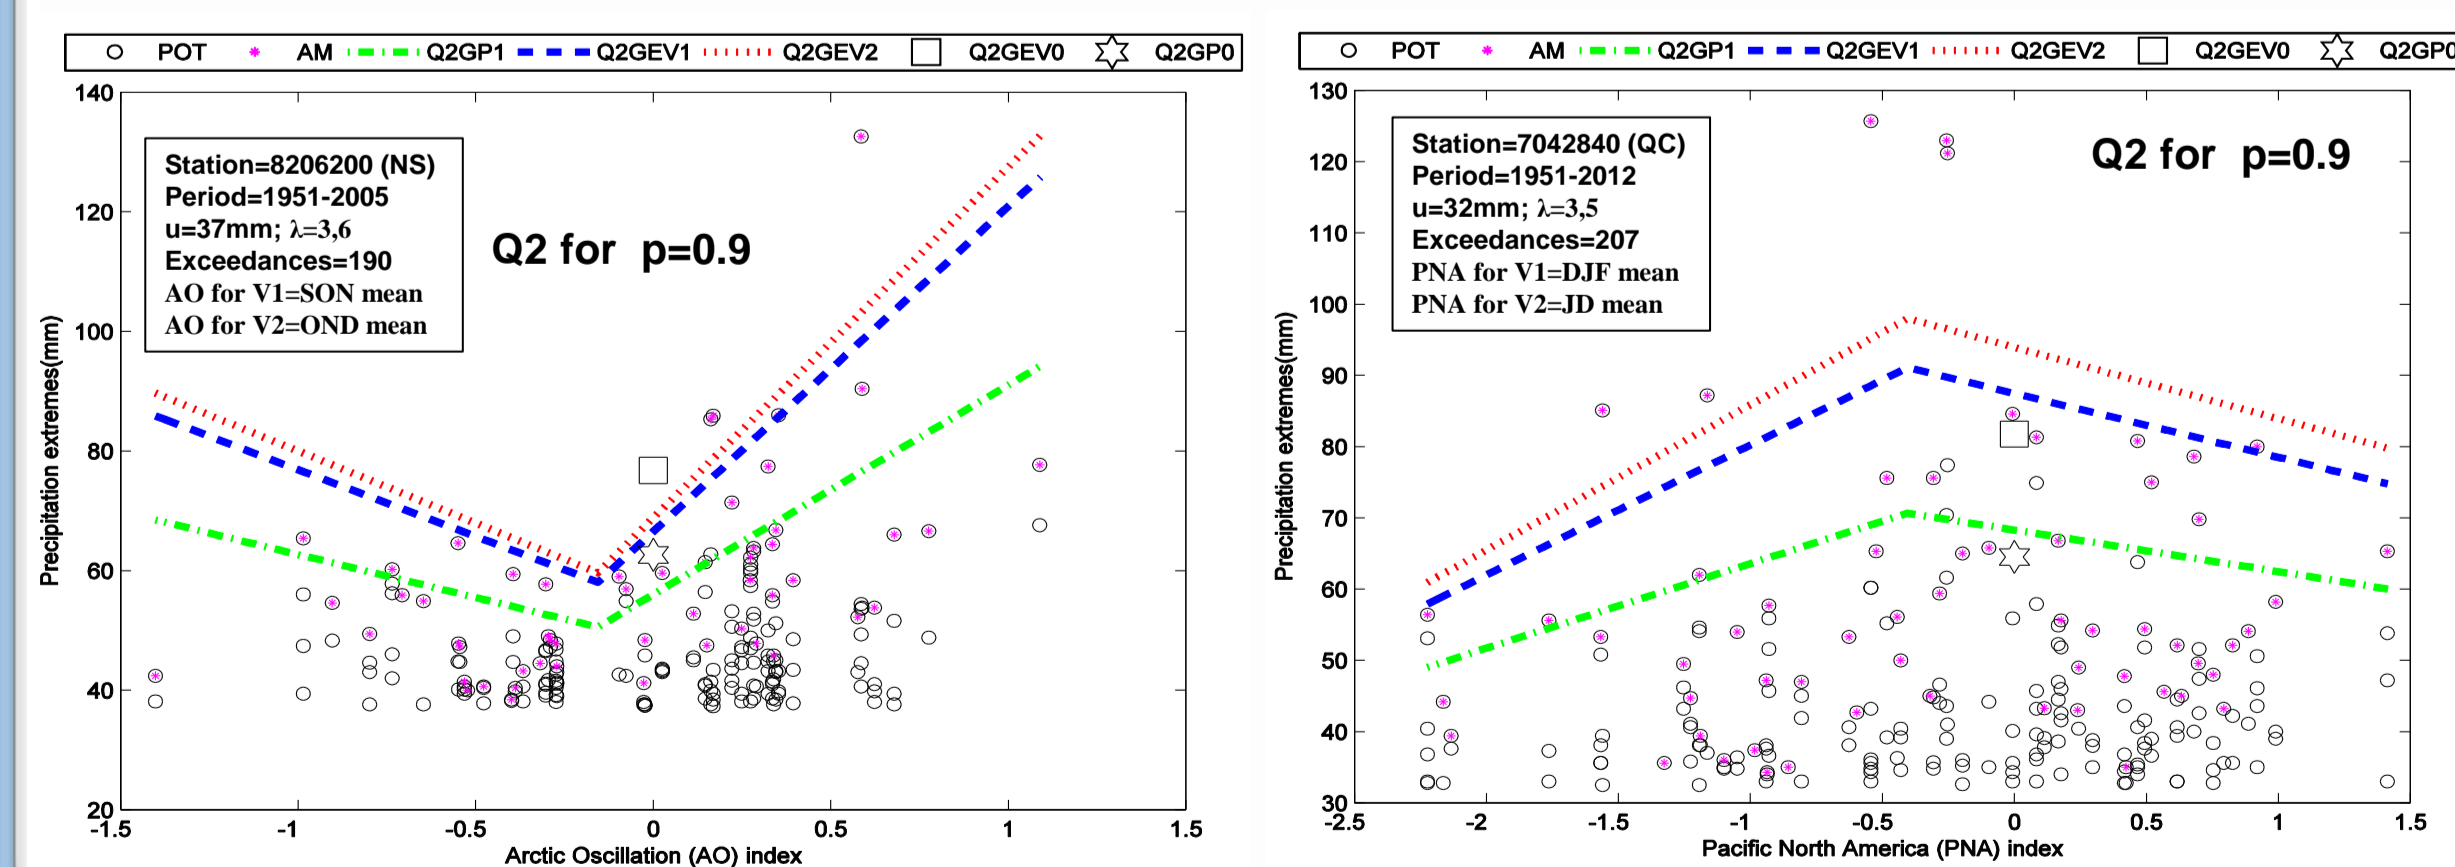 POT AM Q2GP1 Q2GEV1 Q2GEV2 Q2GEV0 Q2GP0
140
120
100
80
60
40
20
Precipitation extremes(mm)
Station=8206200 (NS)
Period=1951-2005
u=37mm; λ=3,6
Exceedances=190
AO for V1=SON mean
AO for V2=OND mean
Q2 for p=0.9
-1.5 -1 -0.5 0 0.5 1 1.5
Arctic Oscillation (AO) index
POT AM Q2GP1 Q2GEV1 Q2GEV2 Q2GEV0 Q2GP0
130
120
110
100
90
80
70
60
50
40
30
Precipitation extremes(mm)
Station=7042840 (QC)
Period=1951-2012
u=32mm; λ=3,5
Exceedances=207
PNA for V1=DJF mean
PNA for V2=JD mean
Q2 for p=0.9
-2.5 -2 -1.5 -1 -0.5 0 0.5 1 1.5
Pacific North America (PNA) index